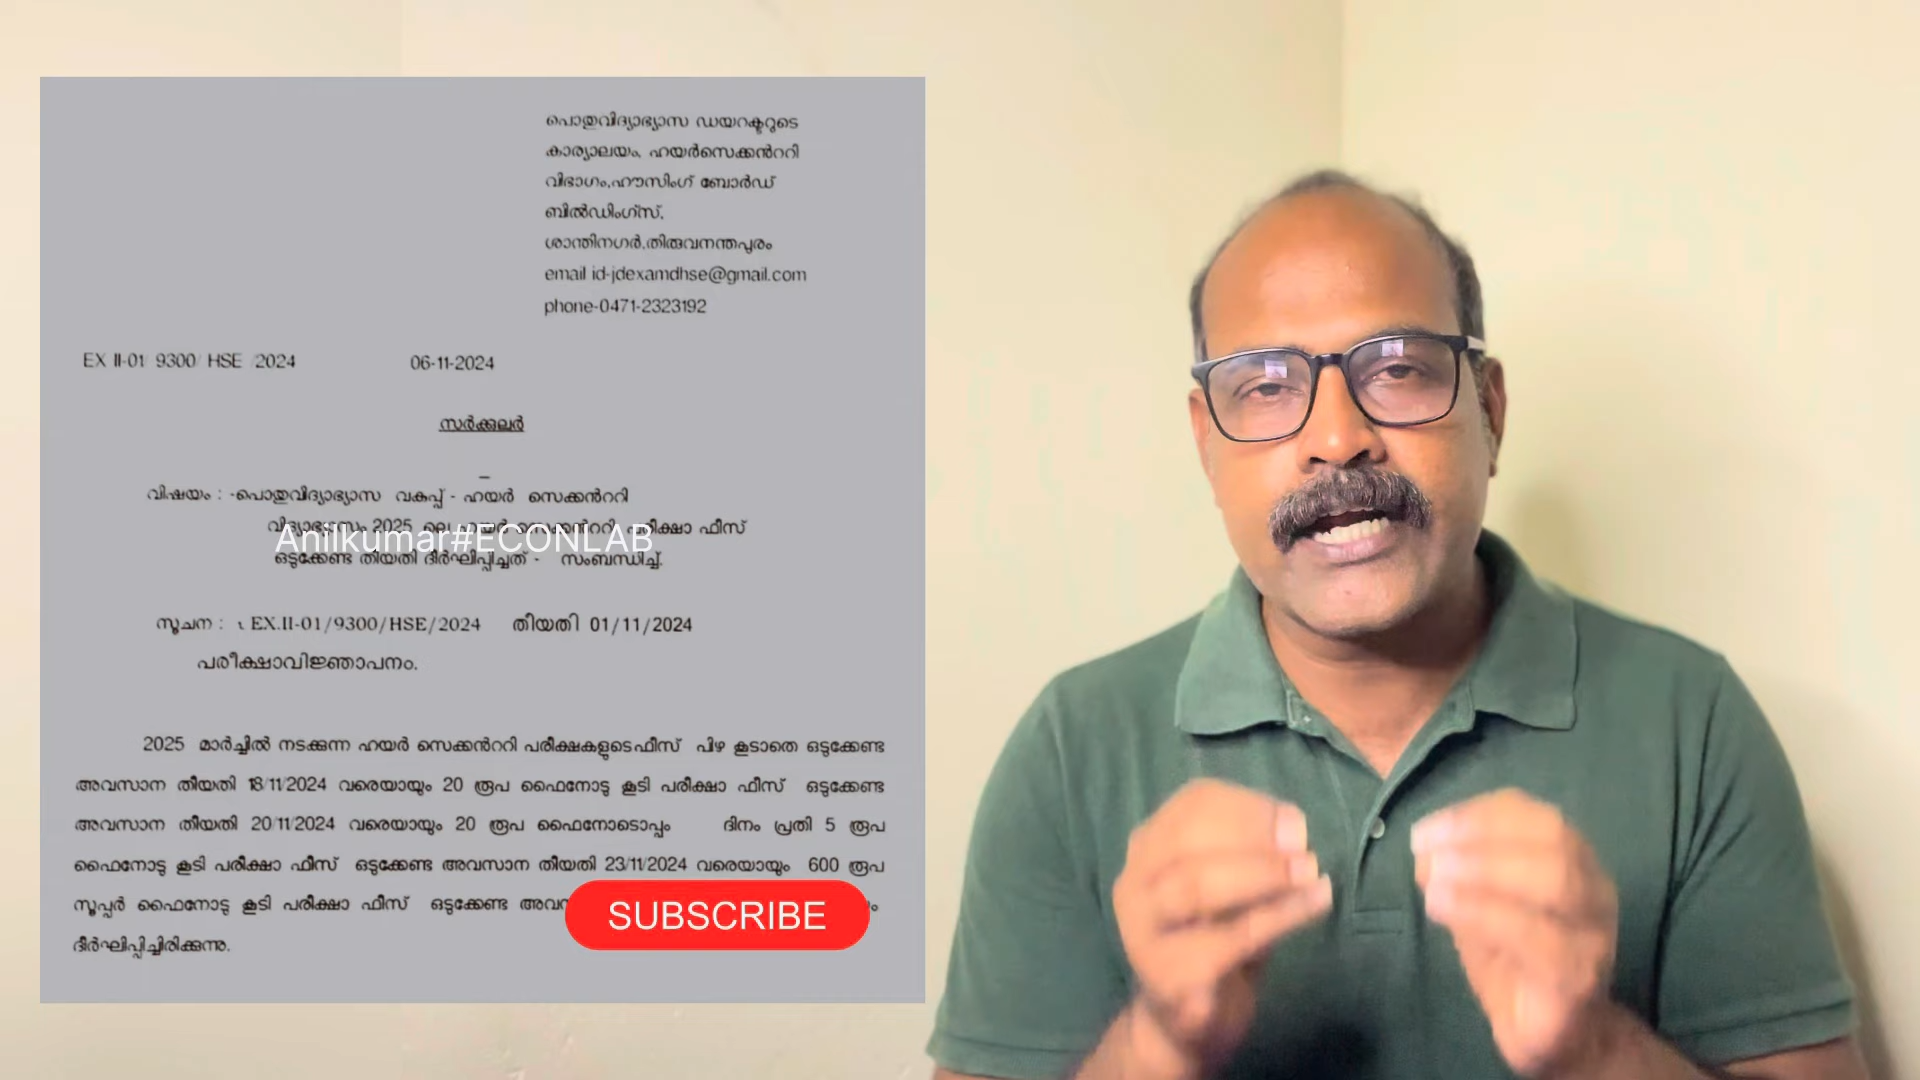 പൊതുവിദ്യാഭ്യാസ ഡയറക്ടറുടെ
കാര്യാലയം, ഹയർസെക്കൻററി
വിഭാഗം,ഹൗസിംഗ് ബോർഡ്
ബിൽഡിംഗ്സ്,
ശാന്തിനഗർ,തിരുവനന്തപുരം
email id-jdexamdhse@gmail.com
phone-0471-2323192
EX II-01/ 9300/ HSE /2024 06-11-2024
സർക്കുലർ
വിഷയം : -പൊതുവിദ്യാഭ്യാസ വകുപ്പ് - ഹയർ സെക്കൻററി
വിദ്യാഭ്യാസം 2025 ലെ ഹയർ സെക്കൻററി പരീക്ഷാ ഫീസ്
Anilkumar#ECONLAB
ഒടുക്കേണ്ട തിയതി ദീർഘിപ്പിച്ചത് - സംബന്ധിച്ച്.
സൂചന : EX.II-01/9300/HSE/2024 തീയതി 01/11/2024
പരീക്ഷാവിജ്ഞാപനം.
2025 മാർച്ചിൽ നടക്കുന്ന ഹയർ സെക്കൻററി പരീക്ഷകളുടെഫീസ് പിഴ കൂടാതെ ഒടുക്കേണ്ട
അവസാന തീയതി 18/11/2024 വരെയായും 20 രൂപ ഫൈനോടു കൂടി പരീക്ഷാ ഫീസ് ഒടുക്കേണ്ട
അവസാന തീയതി 20/11/2024 വരെയായും 20 രൂപ ഫൈനോടൊപ്പം ദിനം പ്രതി 5 രൂപ
ഫൈനോടു കൂടി പരീക്ഷാ ഫീസ് ഒടുക്കേണ്ട അവസാന തീയതി 23/11/2024 വരെയായും 600 രൂപ
സൂപ്പർ ഫൈനോടു കൂടി പരീക്ഷാ ഫീസ് ഒടുക്കേണ്ട
SUBSCRIBE
ദീർഘിപ്പിച്ചിരിക്കുന്നു.